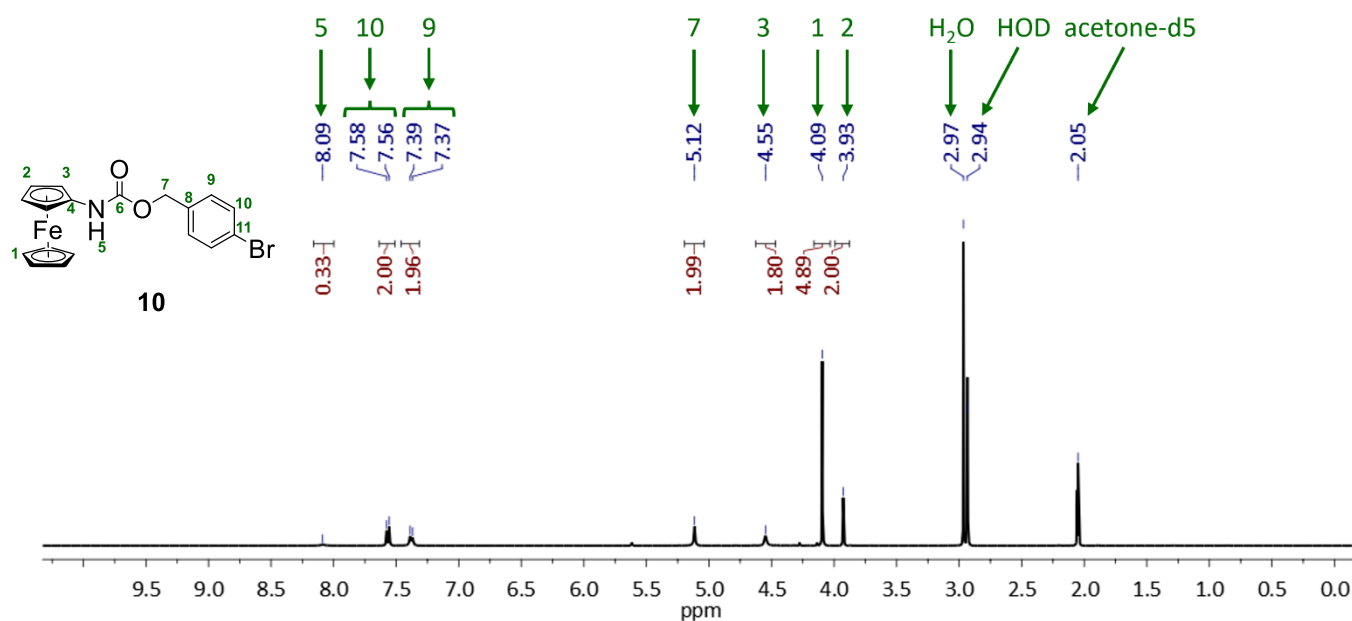 5 10 9 7 3 1 2 H₂O HOD acetone-d5
8.09 7.58 7.56 7.39 7.37 5.12 4.55 4.09 3.93 2.97 2.94 2.05
2 3 O 7 9
4 N 6 O 8 10
Fe H 11
1 5 Br
10
0.33 2.00 1.96 1.99 1.80 4.89 2.00
9.5 9.0 8.5 8.0 7.5 7.0 6.5 6.0 5.5 5.0 4.5 4.0 3.5 3.0 2.5 2.0 1.5 1.0 0.5 0.0
ppm